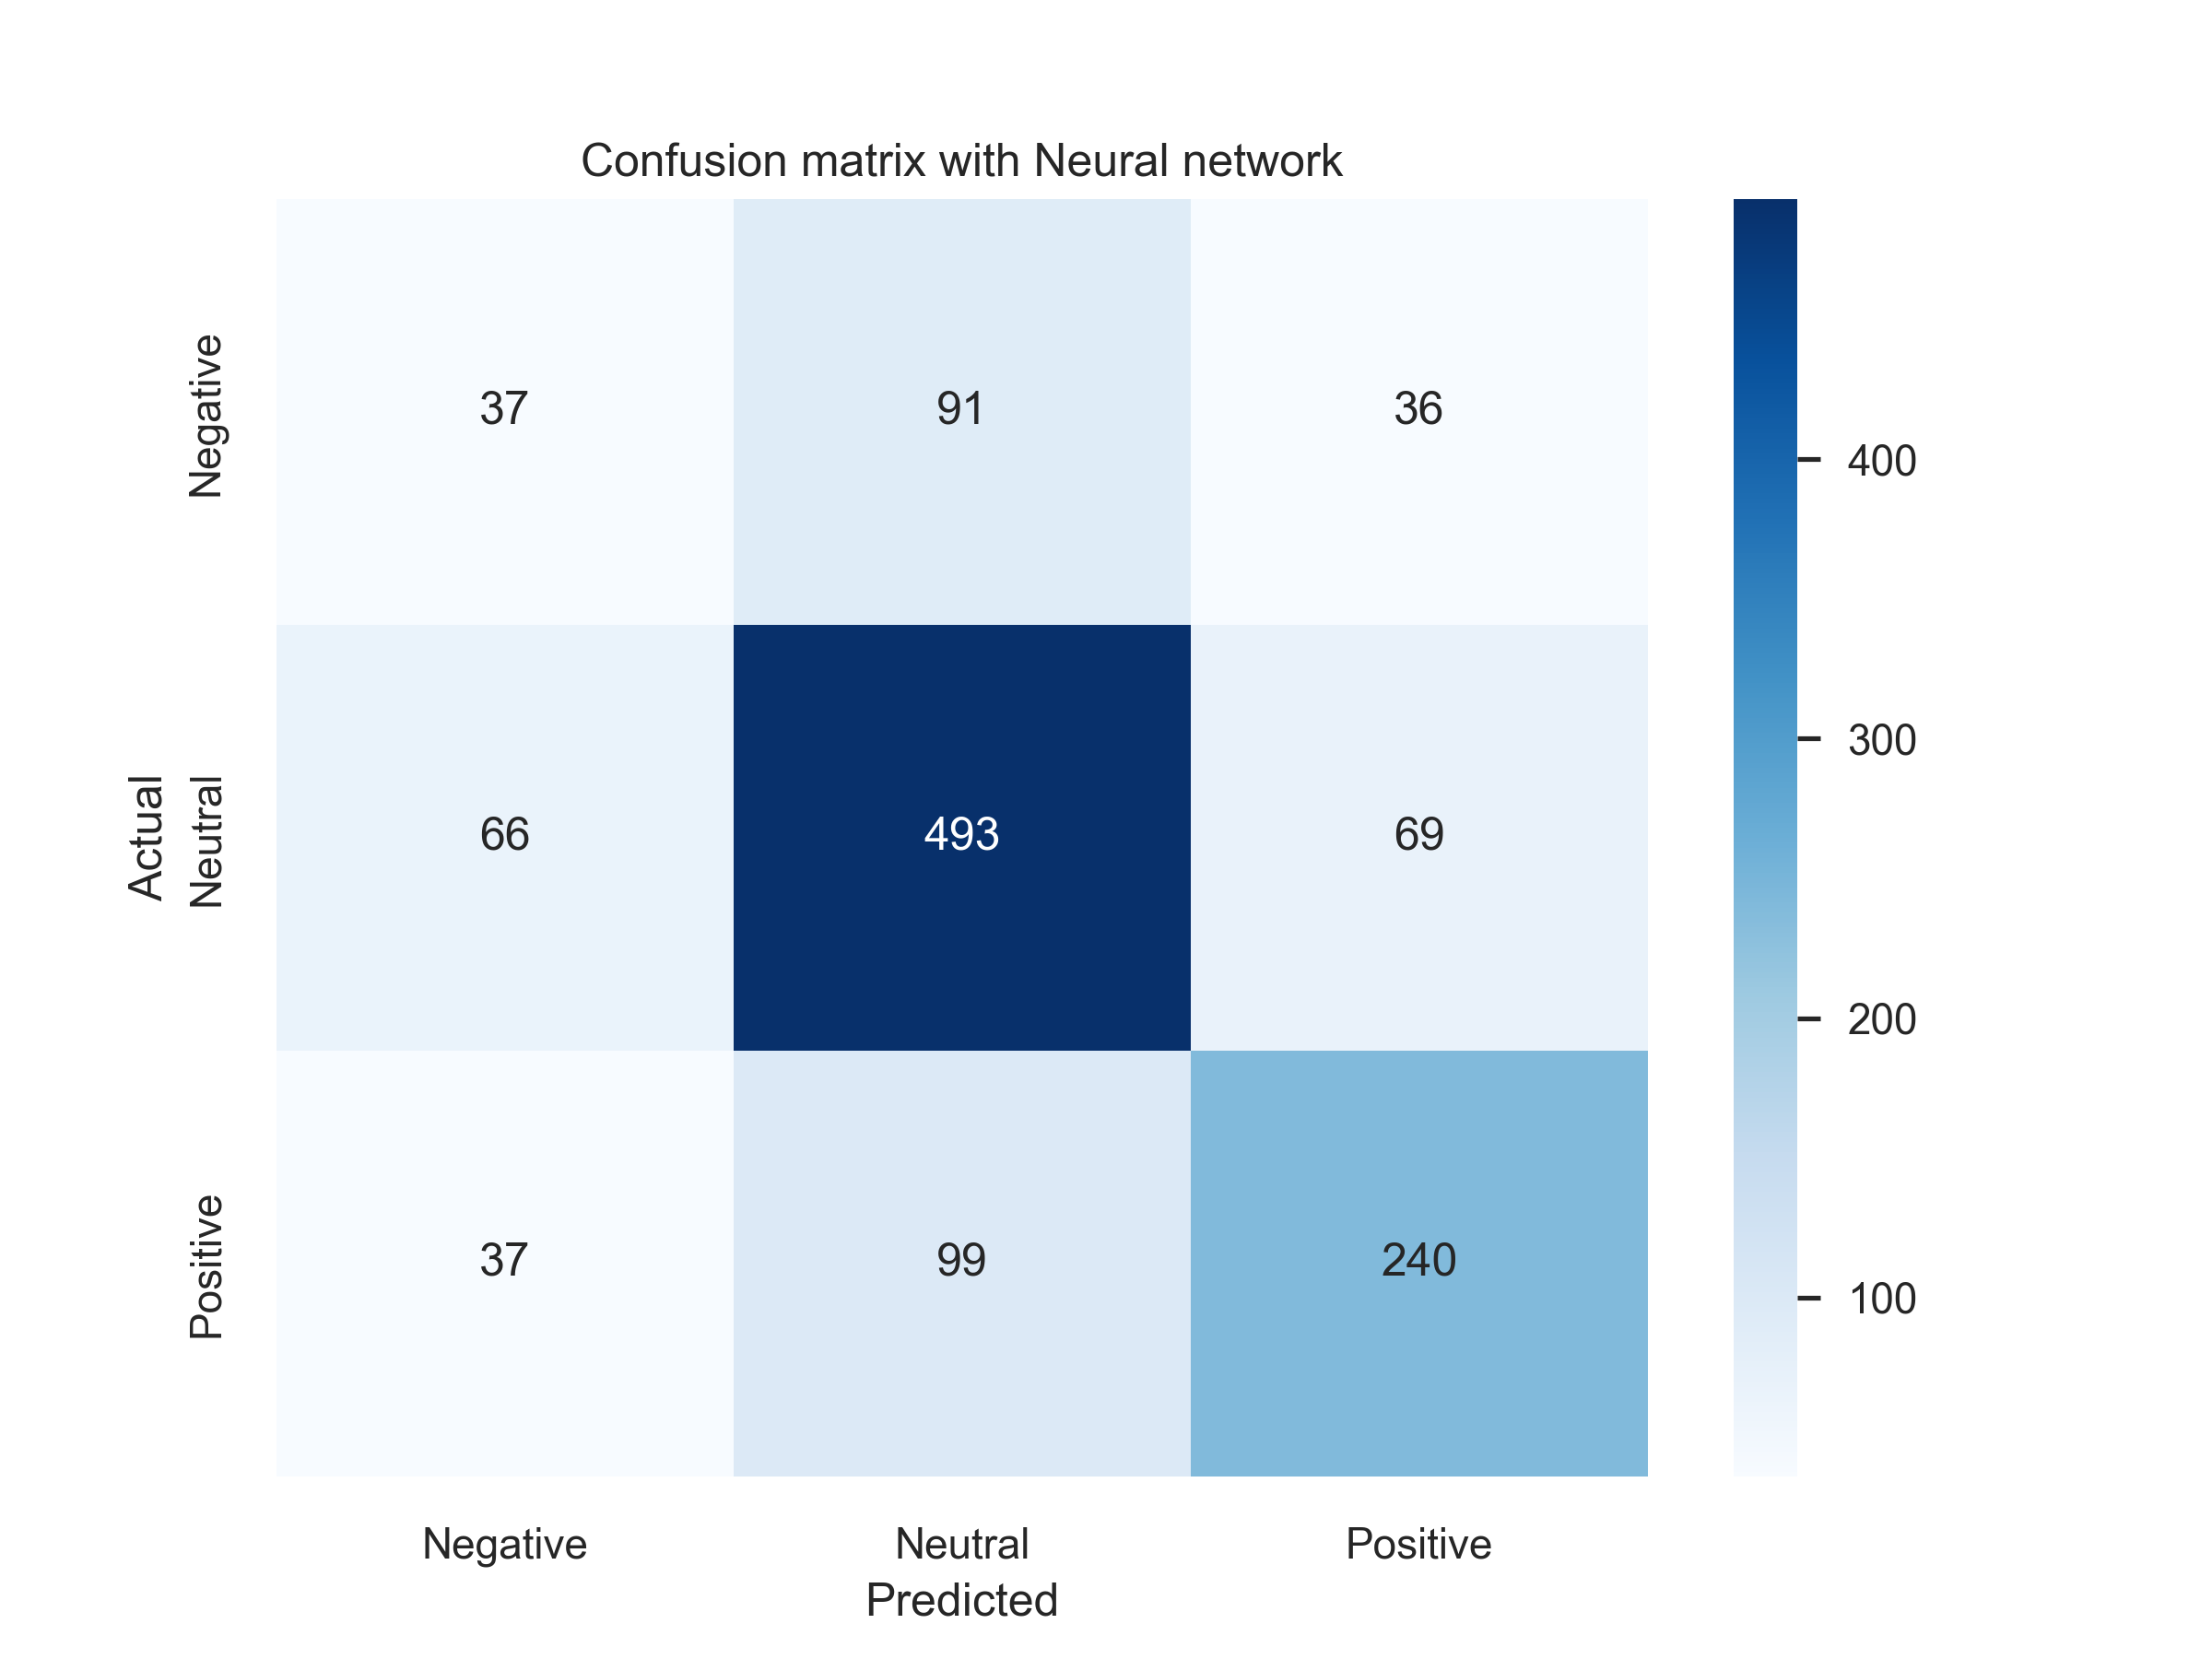 Confusion matrix with Neural network
Negative
37
91
36
Actual
Neutral
66
493
69
Positive
37
99
240
Negative
Neutral
Positive
Predicted
400
300
200
100